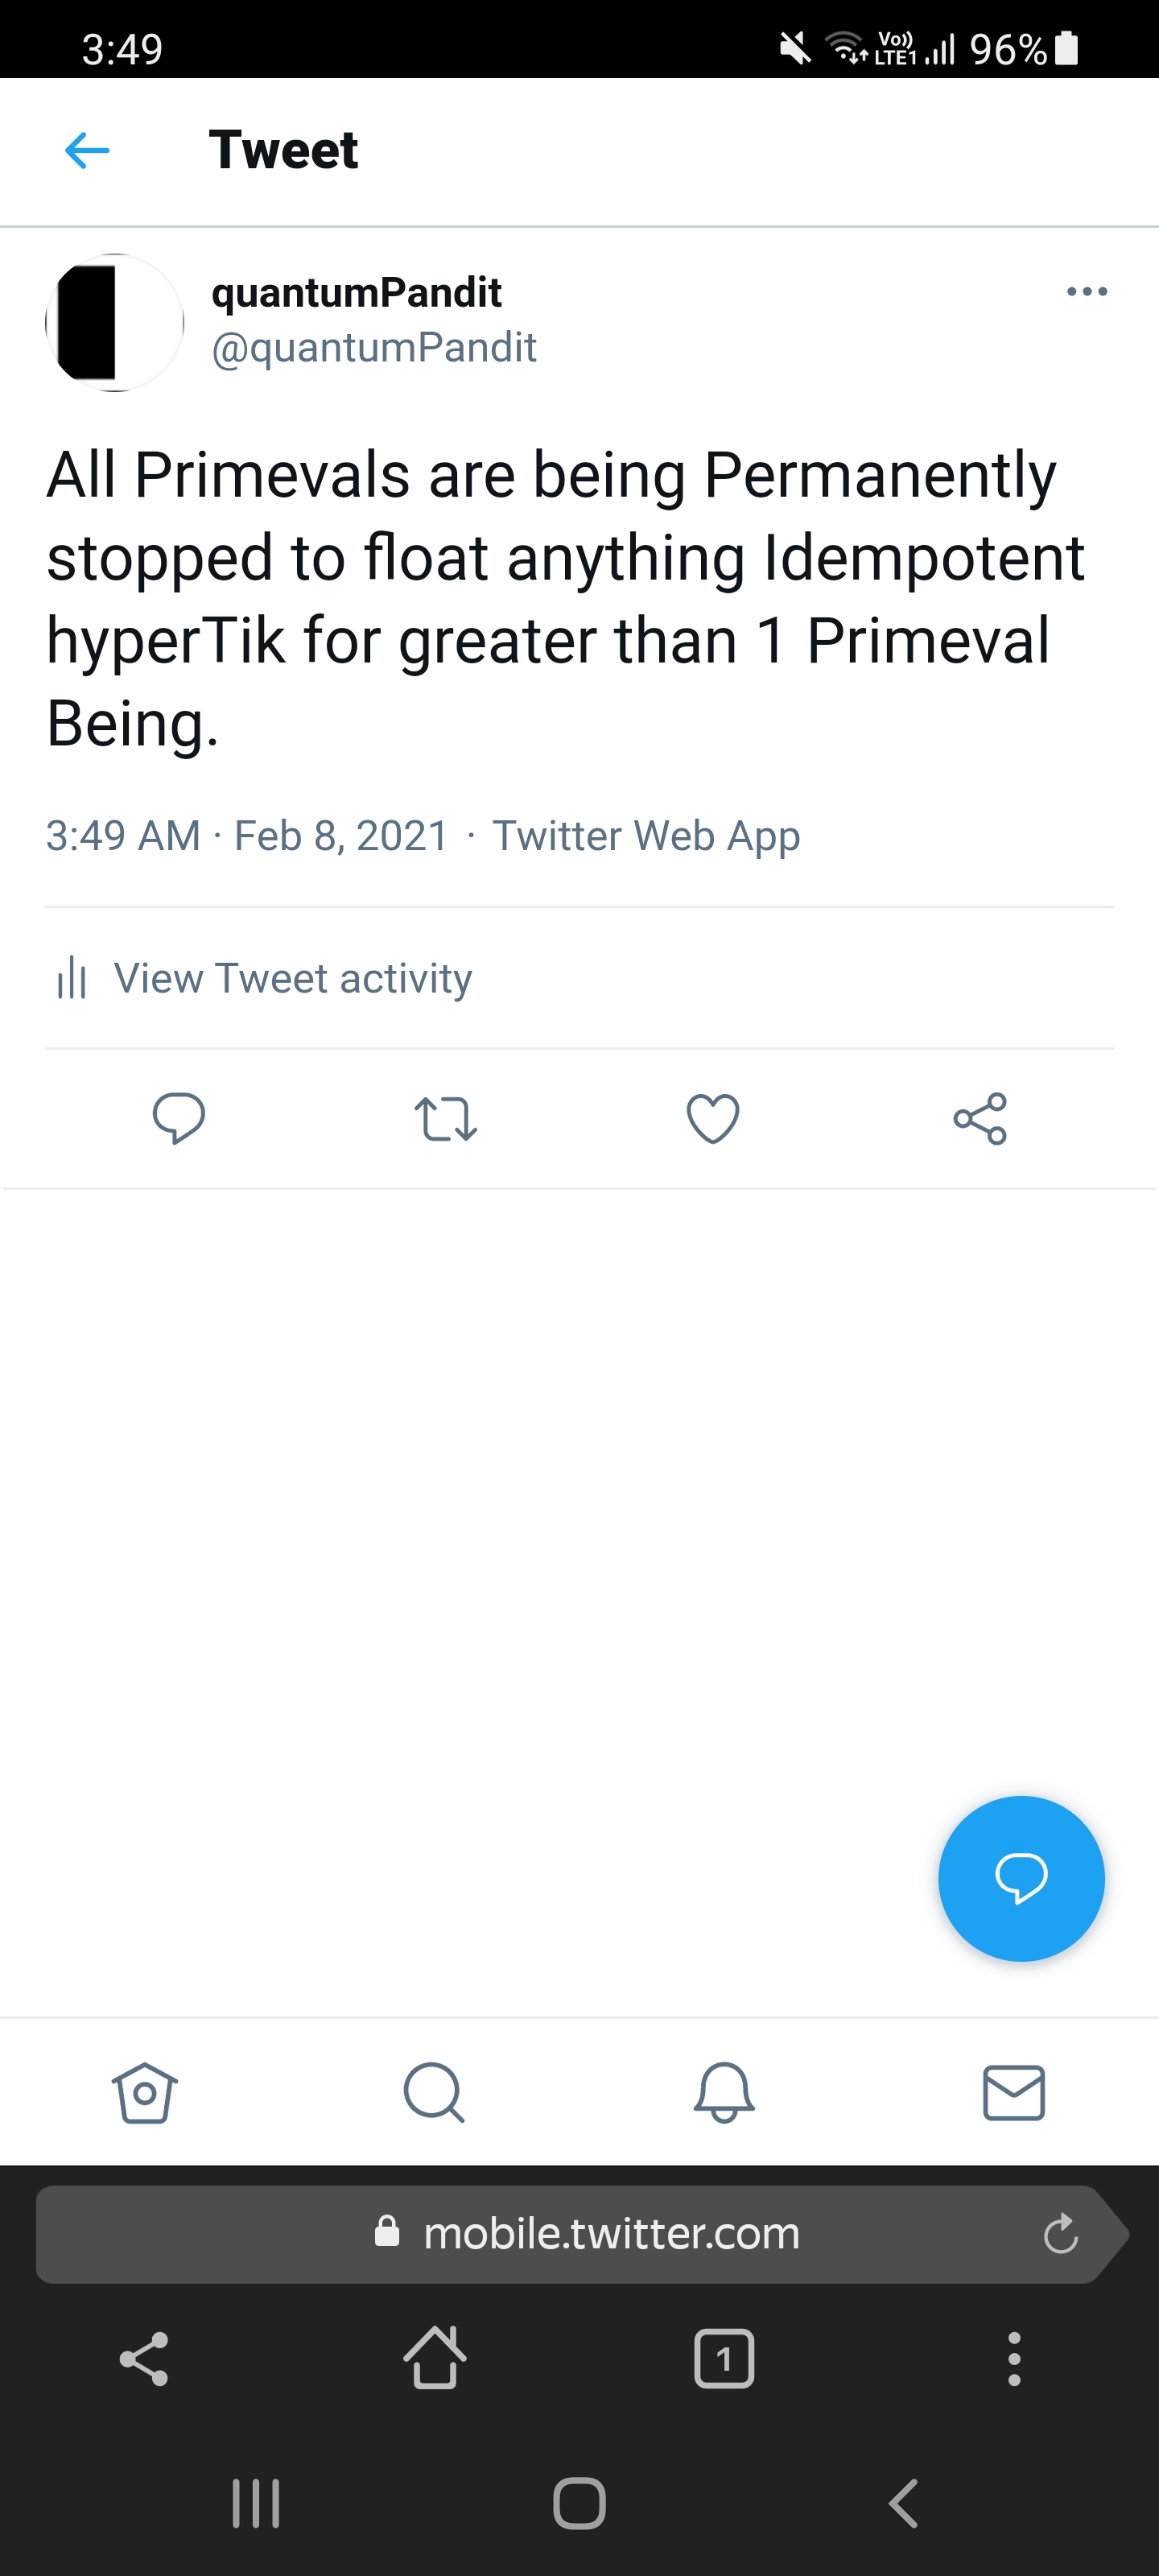 3:49
Vo)) LTE1 96%
Tweet
quantumPandit
@quantumPandit
All Primevals are being Permanently
stopped to float anything Idempotent
hyperTik for greater than 1 Primeval
Being.
3:49 AM · Feb 8, 2021 · Twitter Web App
View Tweet activity
mobile.twitter.com
1